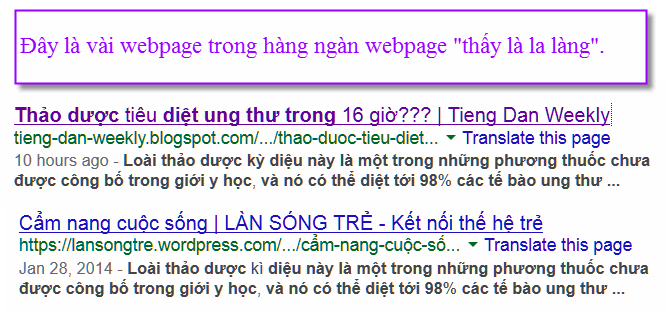 Đây là vài webpage trong hàng ngàn webpage "thấy là la làng".
Thảo dược tiêu diệt ung thư trong 16 giờ??? | Tieng Dan Weekly
tieng-dan-weekly.blogspot.com/.../thao-duoc-tieu-diet... Translate this page
10 hours ago - Loài thảo dược kỳ diệu này là một trong những phương thuốc chưa
được công bố trong giới y học, và nó có thể diệt tới 98% các tế bào ung thư ...
Cẩm nang cuộc sống | LÀN SÓNG TRẺ - Kết nối thế hệ trẻ
https://lansongtre.wordpress.com/.../cẩm-nang-cuộc-số... Translate this page
Jan 28, 2014 - Loài thảo dược kì diệu này là một trong những phương thuốc chưa
được công bố trong giới y học, và nó có thể diệt tới 98% các tế bào ung thư ...